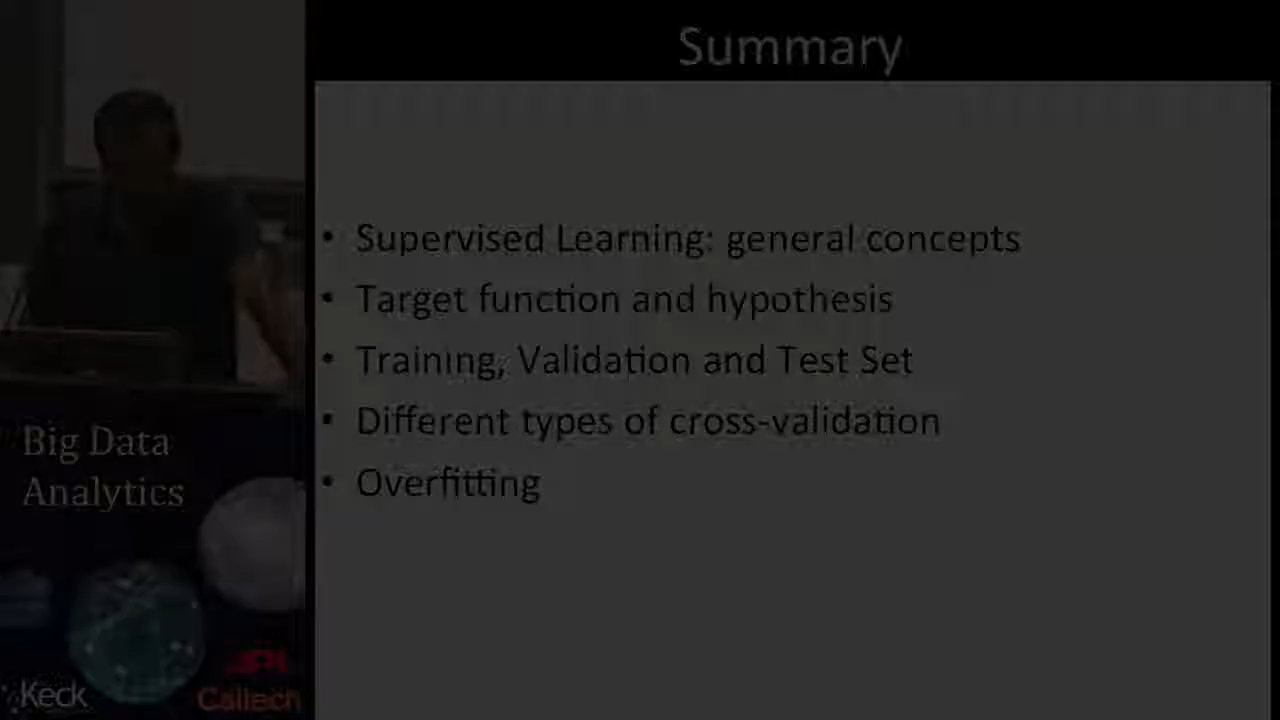 Summary
• Supervised Learning: general concepts
• Target function and hypothesis
• Training, Validation and Test Set
• Different types of cross-validation
• Overfitting
Big Data
Analytics
JPL
Keck
Caltech